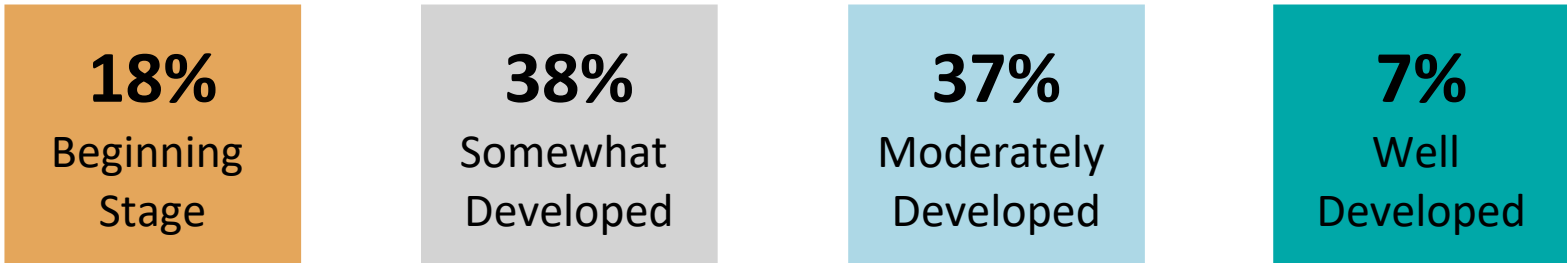 18%
Beginning
Stage
38%
Somewhat
Developed
37%
Moderately
Developed
7%
Well
Developed